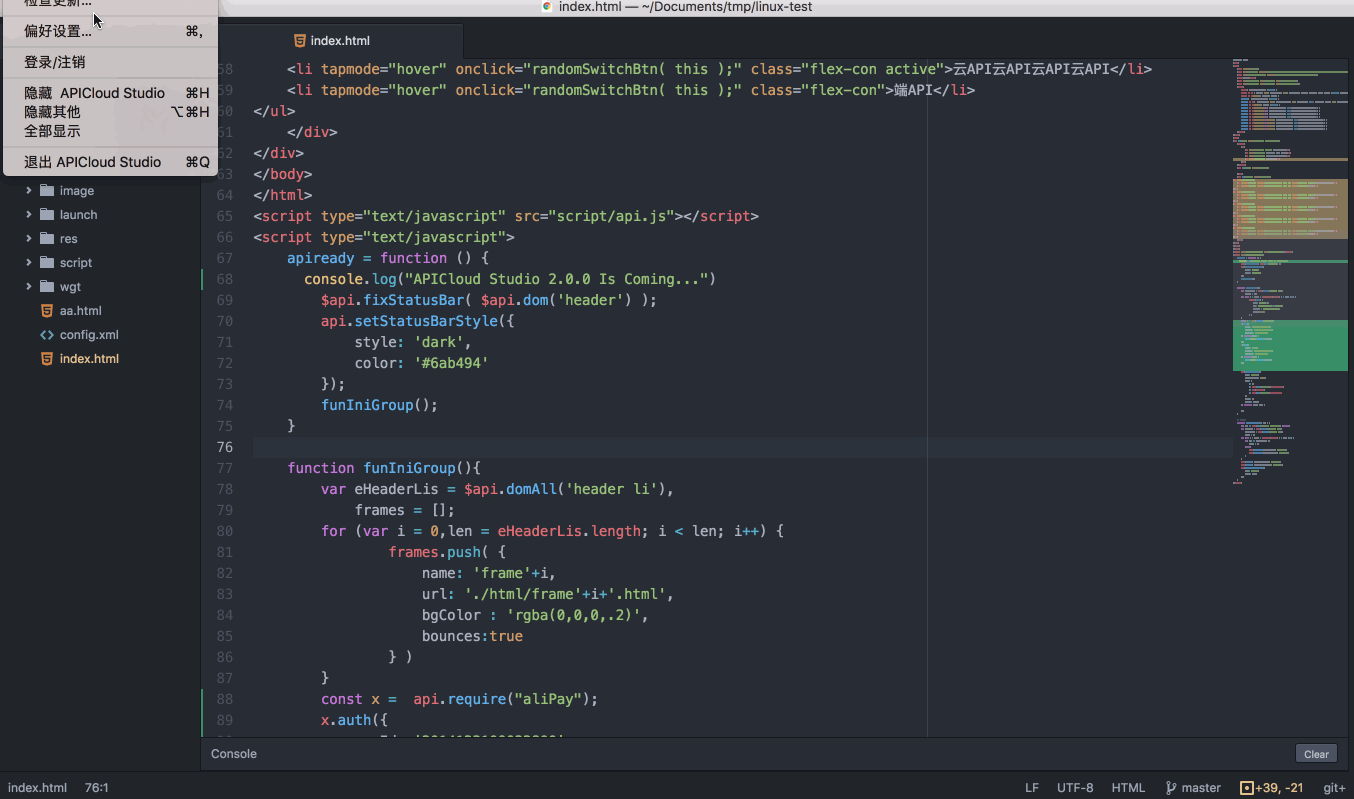 检查更新...
index.html — ~/Documents/tmp/linux-test
偏好设置... ⌘,
登录/注销
隐藏 APICloud Studio ⌘H
隐藏其他 ⌥⌘H
全部显示
退出 APICloud Studio ⌘Q
image
launch
res
script
wgt
aa.html
config.xml
index.html
index.html
58 <li tapmode="hover" onclick="randomSwitchBtn( this );" class="flex-con active">云API云API云API云API</li>
59 <li tapmode="hover" onclick="randomSwitchBtn( this );" class="flex-con">端API</li>
60 </ul>
61 </div>
62 </div>
63 </body>
64 </html>
65 <script type="text/javascript" src="script/api.js"></script>
66 <script type="text/javascript">
67 apiready = function () {
68 console.log("APICloud Studio 2.0.0 Is Coming...")
69 $api.fixStatusBar( $api.dom('header') );
70 api.setStatusBarStyle({
71 style: 'dark',
72 color: '#6ab494'
73 });
74 funIniGroup();
75 }
76
77 function funIniGroup(){
78 var eHeaderLis = $api.domAll('header li'),
79 frames = [];
80 for (var i = 0,len = eHeaderLis.length; i < len; i++) {
81 frames.push( {
82 name: 'frame'+i,
83 url: './html/frame'+i+'.html',
84 bgColor : 'rgba(0,0,0,.2)',
85 bounces:true
86 } )
87 }
88 const x = api.require("aliPay");
89 x.auth({
Console
Clear
index.html 76:1
LF UTF-8 HTML master +39, -21 git+